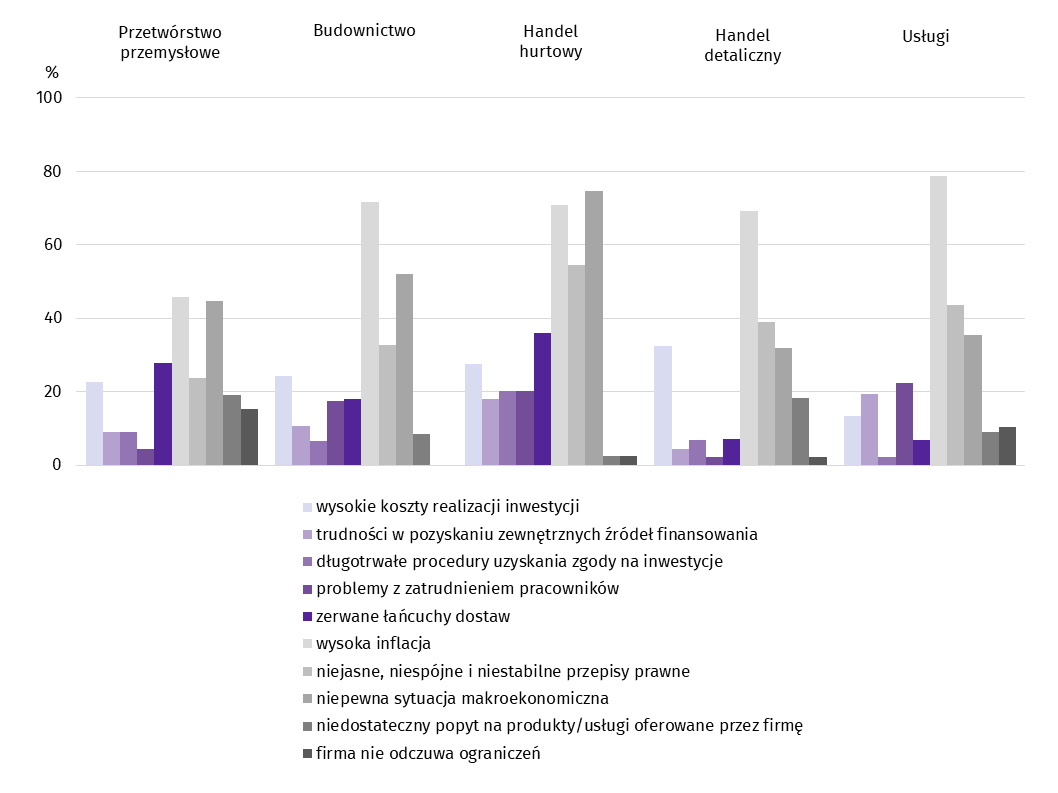 Przetwórstwo
przemysłowe
Budownictwo
Handel
hurtowy
Handel
detaliczny
Usługi
%
100
80
60
40
20
0
wysokie koszty realizacji inwestycji
trudności w pozyskaniu zewnętrznych źródeł finansowania
długotrwałe procedury uzyskania zgody na inwestycje
problemy z zatrudnieniem pracowników
zerwane łańcuchy dostaw
wysoka inflacja
niejasne, niespójne i niestabilne przepisy prawne
niepewna sytuacja makroekonomiczna
niedostateczny popyt na produkty/usługi oferowane przez firmę
firma nie odczuwa ograniczeń